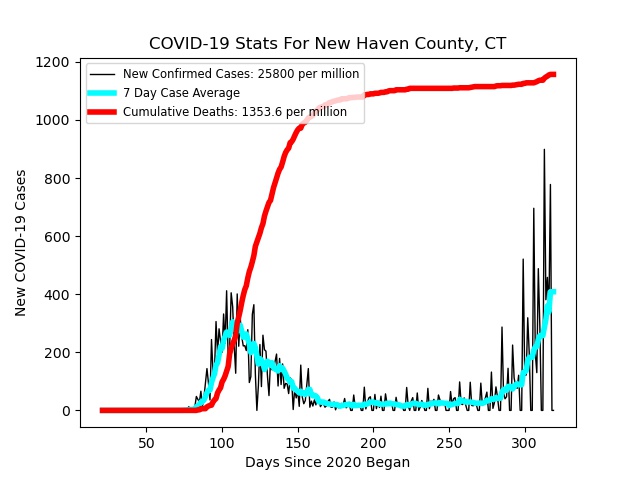 COVID-19 Stats For New Haven County, CT
New Confirmed Cases: 25800 per million
7 Day Case Average
Cumulative Deaths: 1353.6 per million
1200
1000
800
600
400
200
0
New COVID-19 Cases
50 100 150 200 250 300
Days Since 2020 Began